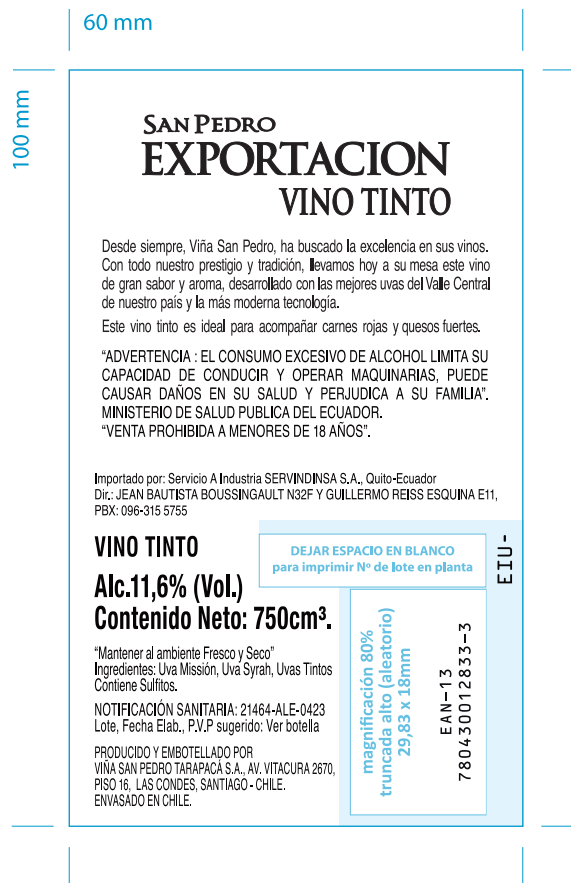 60 mm
100 mm
SAN PEDRO
EXPORTACION
VINO TINTO
Desde siempre, Viña San Pedro, ha buscado la excelencia en sus vinos.
Con todo nuestro prestigio y tradición, llevamos hoy a su mesa este vino
de gran sabor y aroma, desarrollado con las mejores uvas del Valle Central
de nuestro país y la más moderna tecnología.
Este vino tinto es ideal para acompañar carnes rojas y quesos fuertes.
“ADVERTENCIA : EL CONSUMO EXCESIVO DE ALCOHOL LIMITA SU
CAPACIDAD DE CONDUCIR Y OPERAR MAQUINARIAS, PUEDE
CAUSAR DAÑOS EN SU SALUD Y PERJUDICA A SU FAMILIA”.
MINISTERIO DE SALUD PUBLICA DEL ECUADOR.
“VENTA PROHIBIDA A MENORES DE 18 AÑOS”.
Importado por: Servicio A Industria SERVINDINSA S.A., Quito-Ecuador
Dir.: JEAN BAUTISTA BOUSSINGAULT N32F Y GUILLERMO REISS ESQUINA E11,
PBX: 096-315 5755
VINO TINTO
Alc.11,6% (Vol.)
Contenido Neto: 750cm³.
“Mantener al ambiente Fresco y Seco”
Ingredientes: Uva Missión, Uva Syrah, Uvas Tintos
Contiene Sulfitos.
NOTIFICACIÓN SANITARIA: 21464-ALE-0423
Lote, Fecha Elab., P.V.P sugerido: Ver botella
PRODUCIDO Y EMBOTELLADO POR
VIÑA SAN PEDRO TARAPACÁ S.A., AV. VITACURA 2670,
PISO 16, LAS CONDES, SANTIAGO - CHILE.
ENVASADO EN CHILE.
DEJAR ESPACIO EN BLANCO
para imprimir Nº de lote en planta
EIU-
magnificación 80%
truncada alto (aleatorio)
29,83 x 18mm
EAN-13
780430012833-3